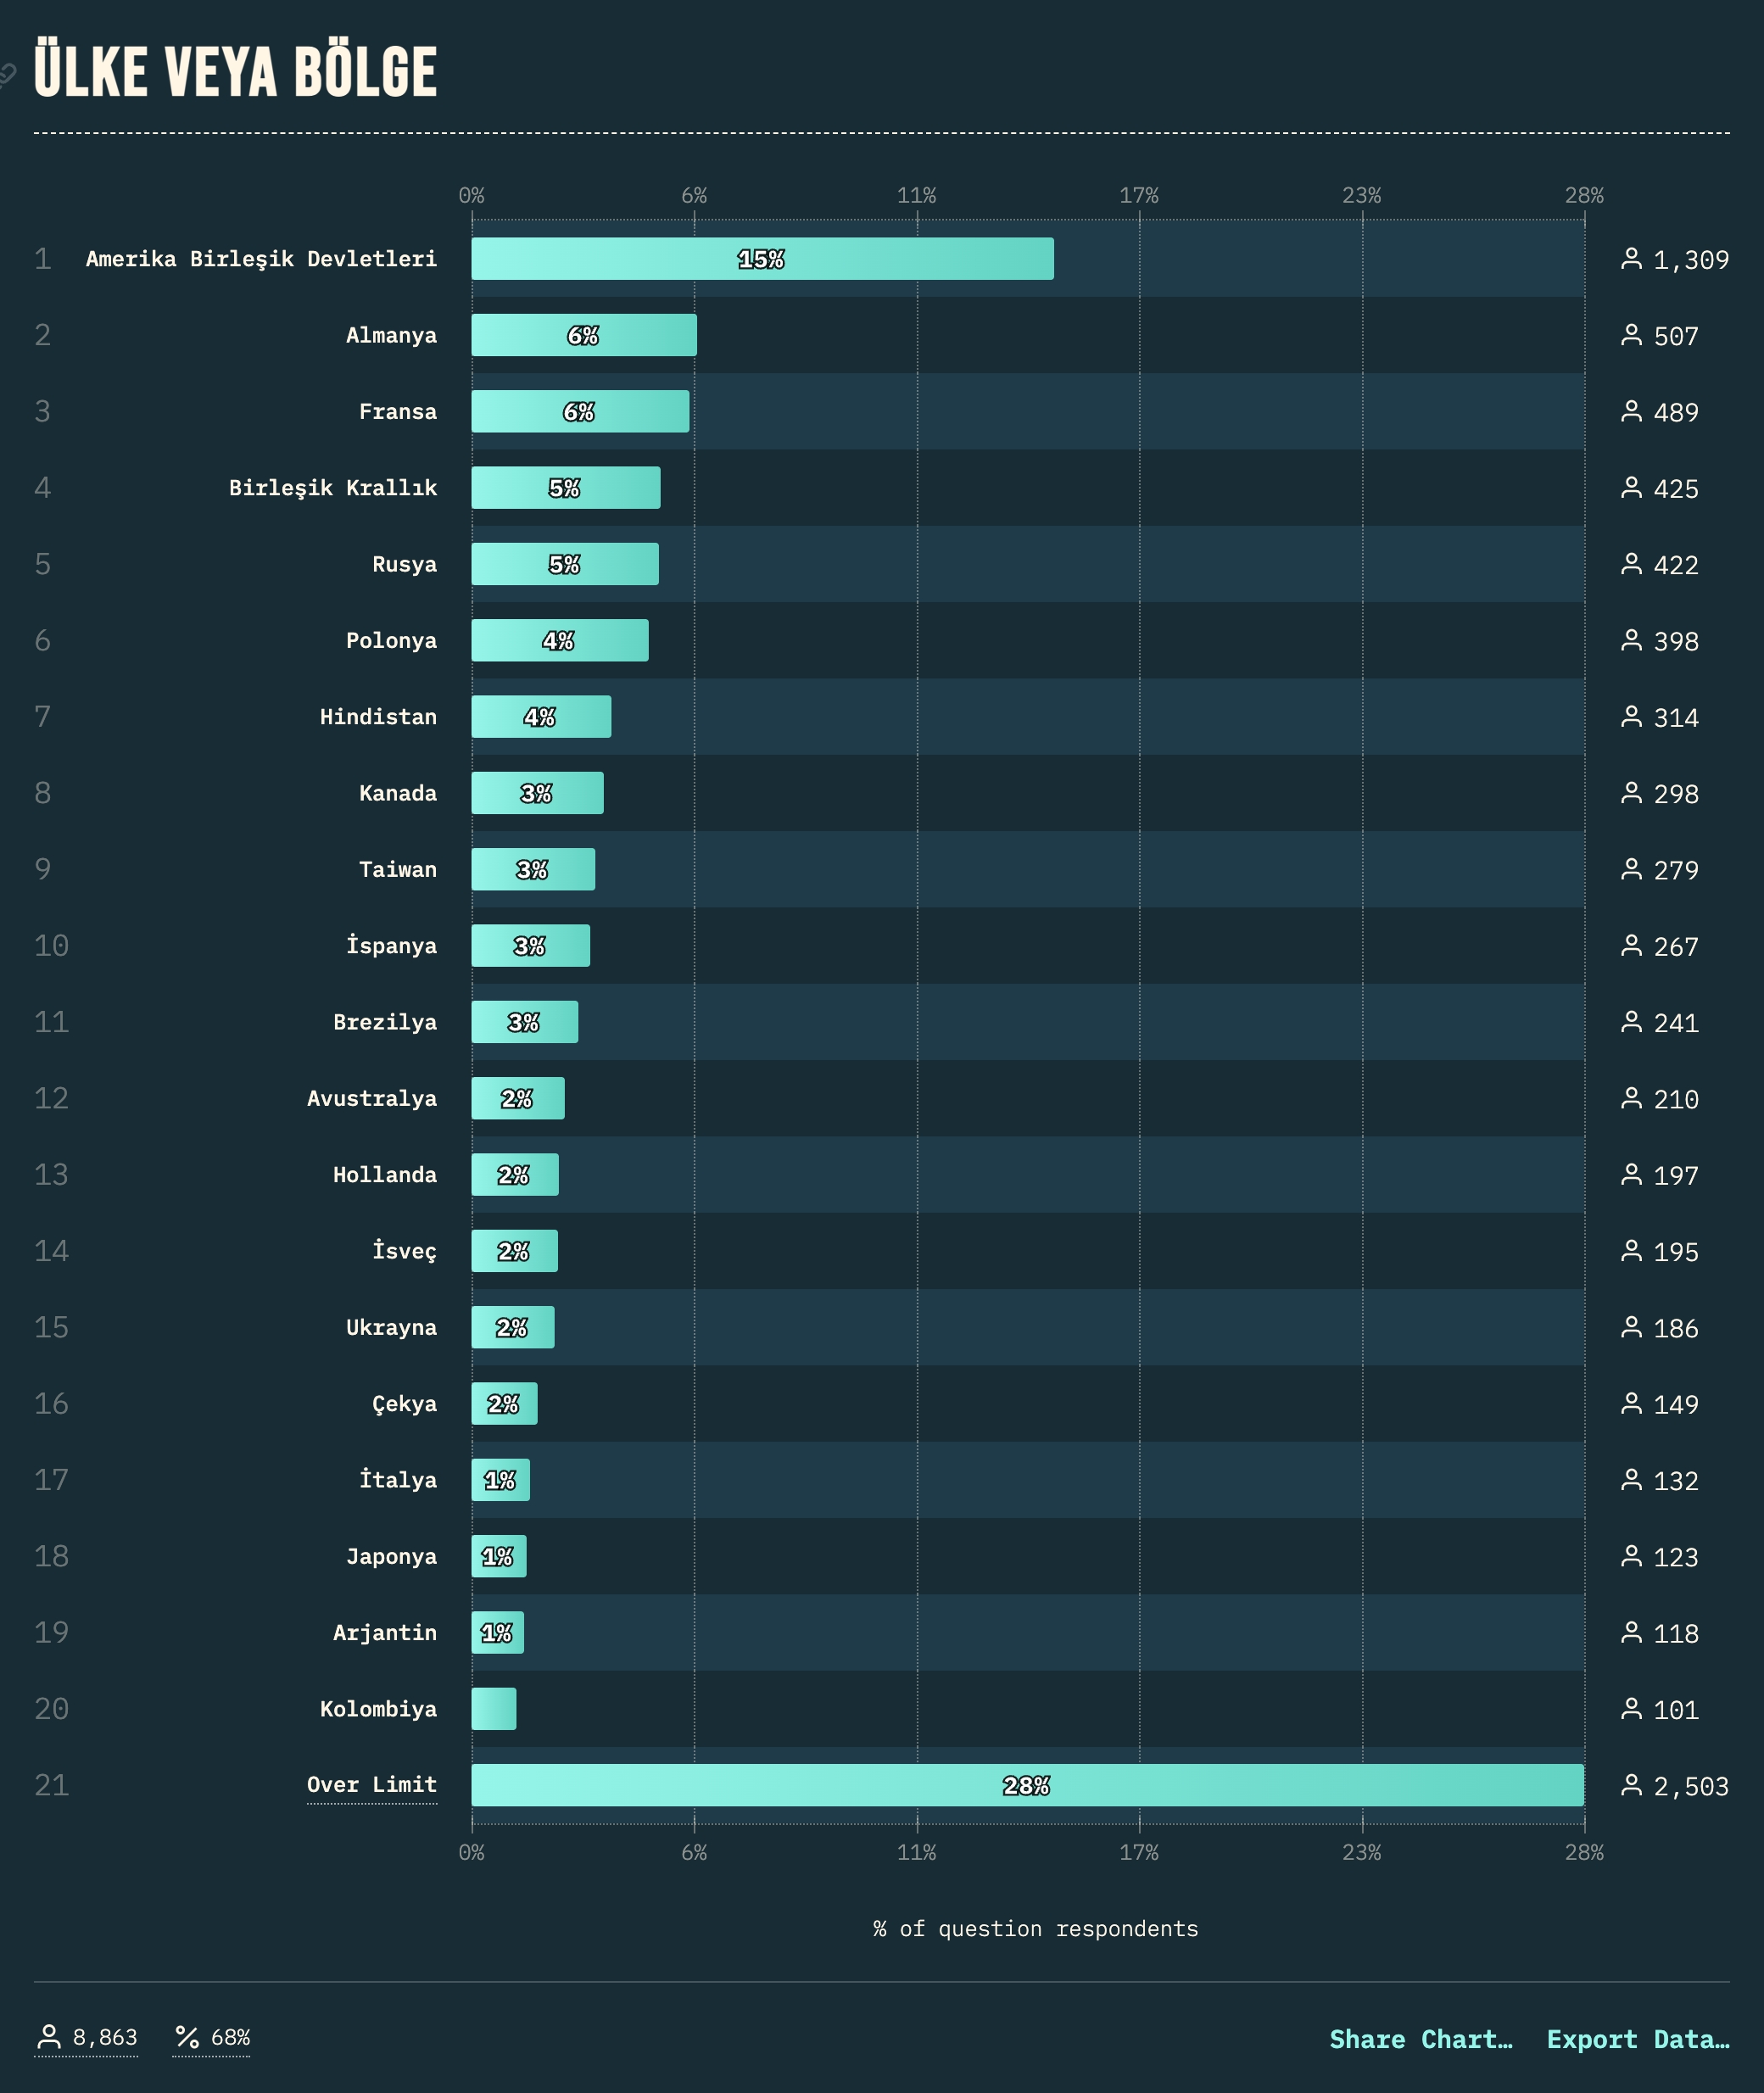 ÜLKE VEYA BÖLGE
0% 6% 11% 17% 23% 28%
1 Amerika Birleşik Devletleri 15% 1,309
2 Almanya 6% 507
3 Fransa 6% 489
4 Birleşik Krallık 5% 425
5 Rusya 5% 422
6 Polonya 4% 398
7 Hindistan 4% 314
8 Kanada 3% 298
9 Taiwan 3% 279
10 İspanya 3% 267
11 Brezilya 3% 241
12 Avustralya 2% 210
13 Hollanda 2% 197
14 İsveç 2% 195
15 Ukrayna 2% 186
16 Çekya 2% 149
17 İtalya 1% 132
18 Japonya 1% 123
19 Arjantin 1% 118
20 Kolombiya 101
21 Over Limit 28% 2,503
0% 6% 11% 17% 23% 28%
% of question respondents
8,863 % 68% Share Chart… Export Data…